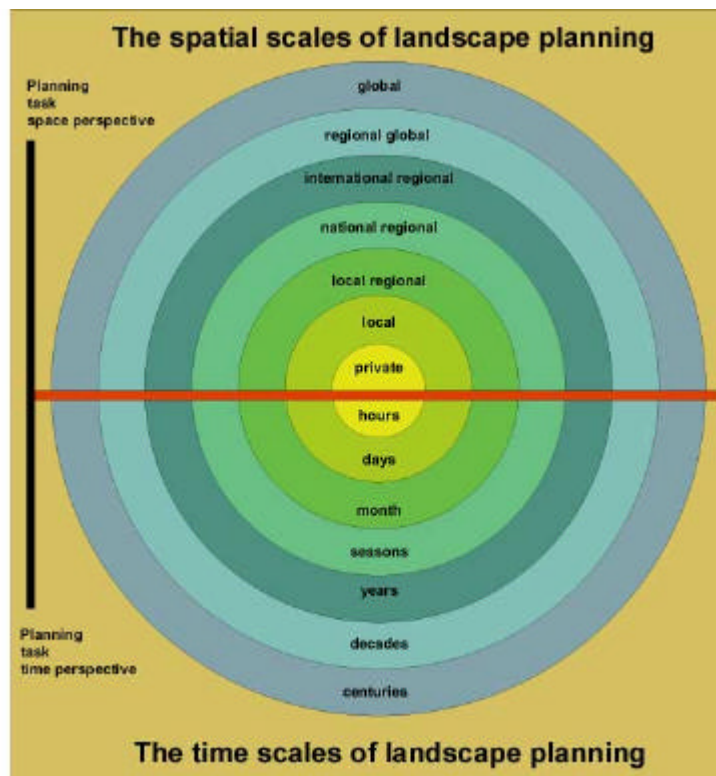 The spatial scales of landscape planning
Planning
task
space perspective
global
regional global
international regional
national regional
local regional
local
private
hours
days
month
seasons
years
decades
centuries
Planning
task
time perspective
The time scales of landscape planning